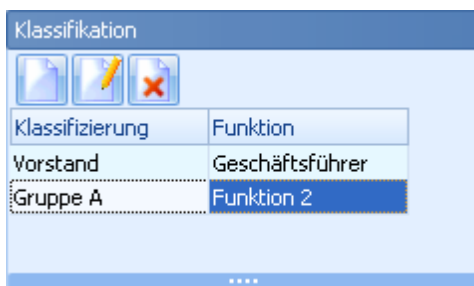 Klassifikation
Klassifizierung Funktion
Vorstand Geschäftsführer
Gruppe A Funktion 2